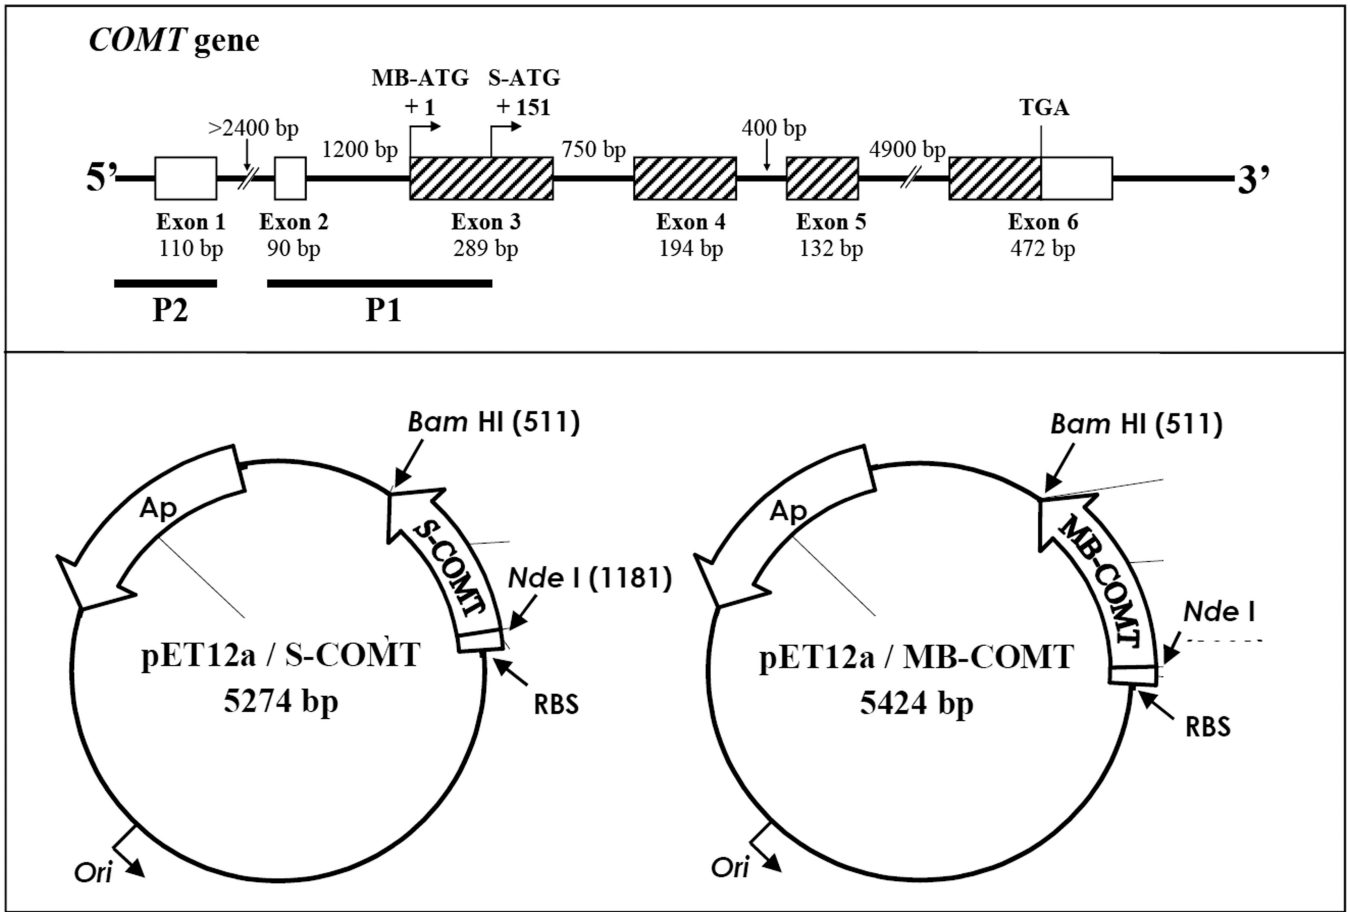 COMT gene
MB-ATG S-ATG
+ 1 + 151 TGA
>2400 bp 1200 bp 750 bp 400 bp 4900 bp
5’ 3’
Exon 1 Exon 2 Exon 3 Exon 4 Exon 5 Exon 6
110 bp 90 bp 289 bp 194 bp 132 bp 472 bp
P2 P1
Bam HI (511)
Ap
S-COMT
Nde I (1181)
pET12a / S-COMT
5274 bp
RBS
Ori
Bam HI (511)
Ap
MB-COMT
Nde I
pET12a / MB-COMT
5424 bp
RBS
Ori